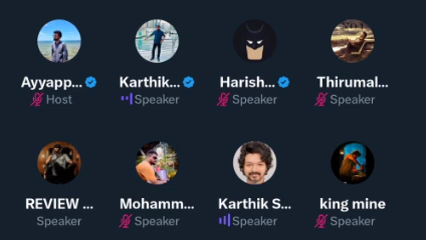 Ayyapp... Karthik... Harish... Thirumal...
Host Speaker Speaker Speaker
REVIEW ... Mohamm... Karthik S... king mine
Speaker Speaker Speaker Speaker